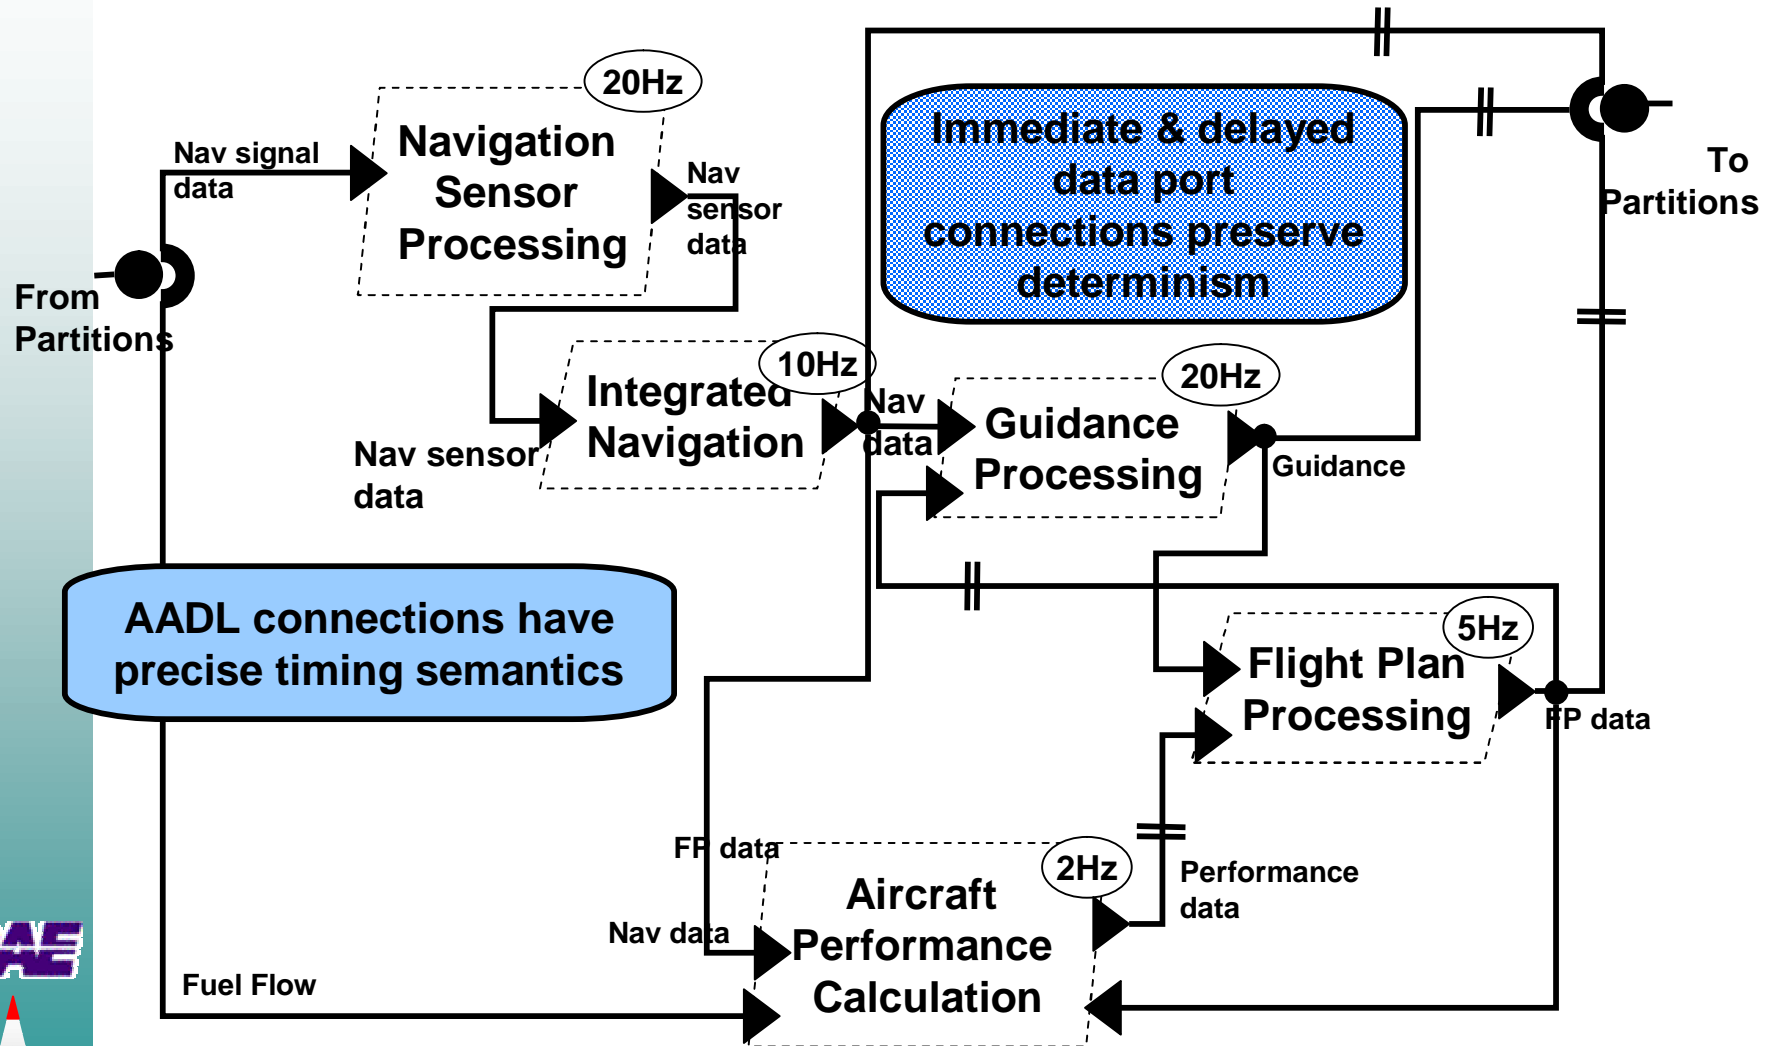 20Hz
Navigation
Sensor
Processing
Nav signal
data
Nav
sensor
data
Immediate & delayed
data port
connections preserve
determinism
To
Partitions
From
Partitions
10Hz
Integrated
Navigation
Nav sensor
data
Nav
data
20Hz
Guidance
Processing
Guidance
AADL connections have
precise timing semantics
5Hz
Flight Plan
Processing
FP data
FP data
2Hz
Aircraft
Performance
Calculation
Performance
data
Nav data
Fuel Flow